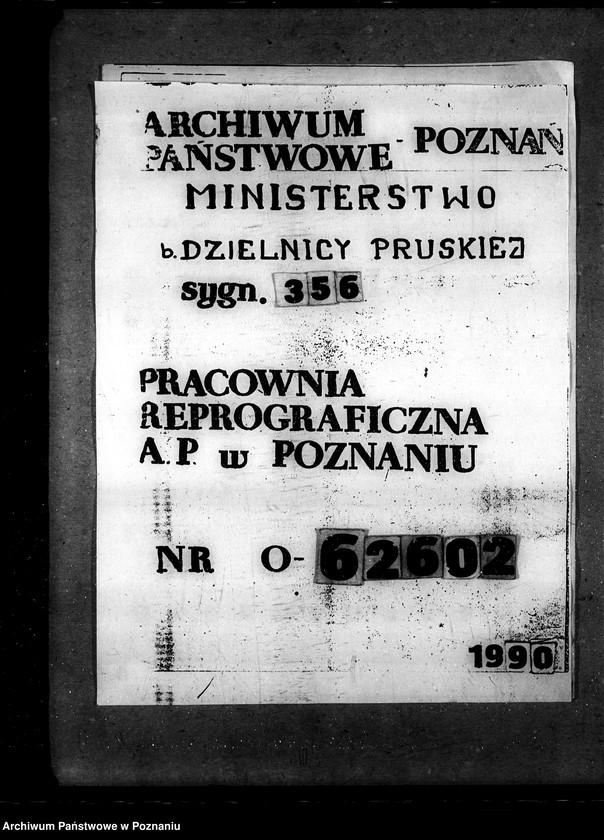 ARCHIWUM
PAŃSTWOWE - POZNAŃ
MINISTERSTWO
b. DZIELNICY PRUSKIEJ
sygn. 356
PRACOWNIA
REPROGRAFICZNA
A.P. w POZNANIU
NR O-62602
1990
Archiwum Państwowe w Poznaniu